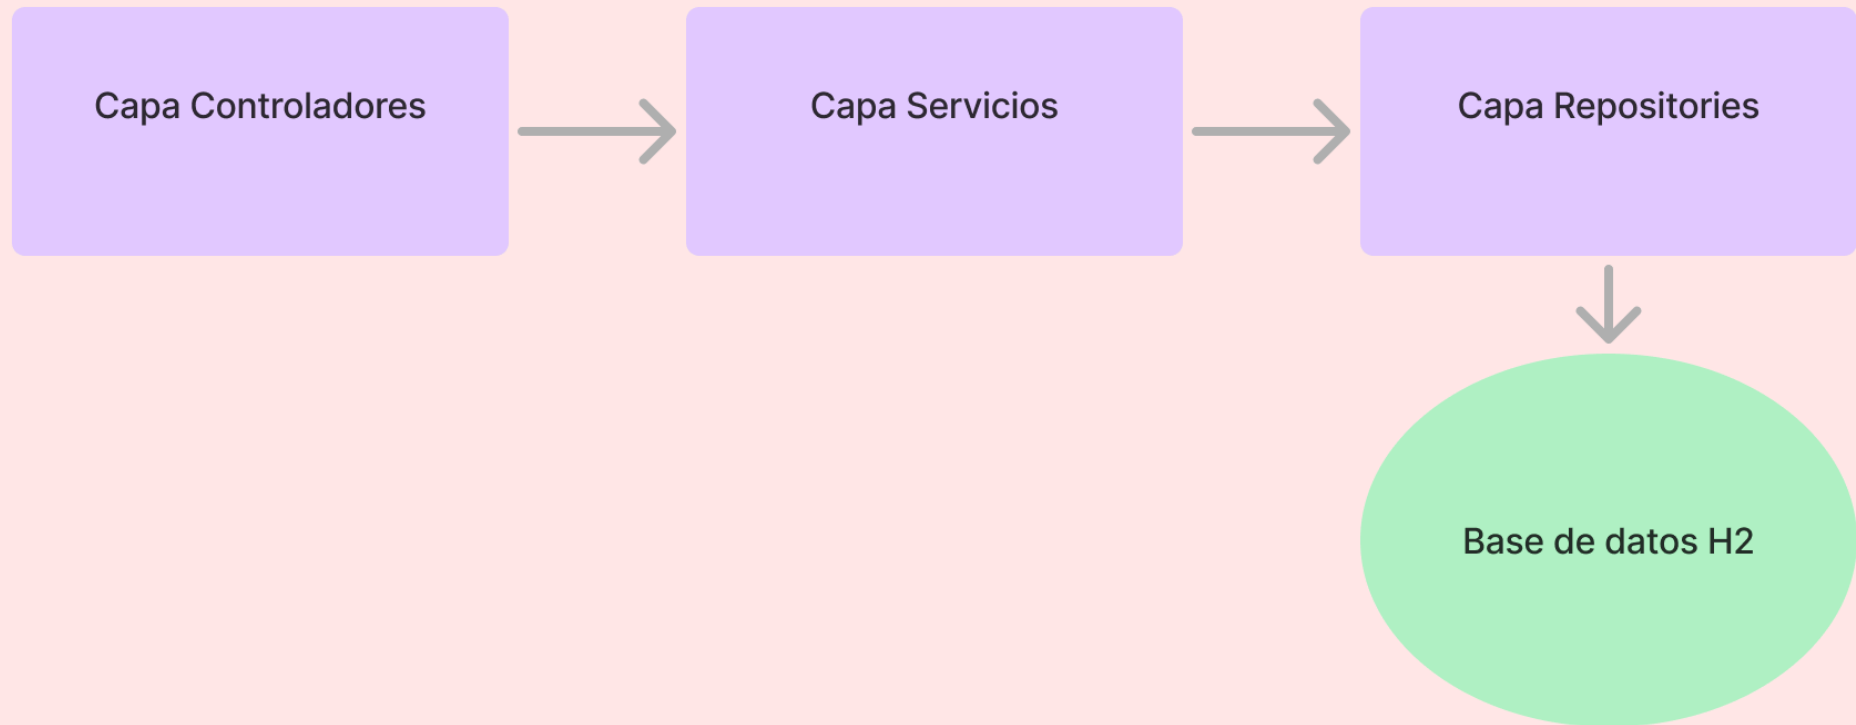 Capa Controladores
Capa Servicios
Capa Repositories
Base de datos H2